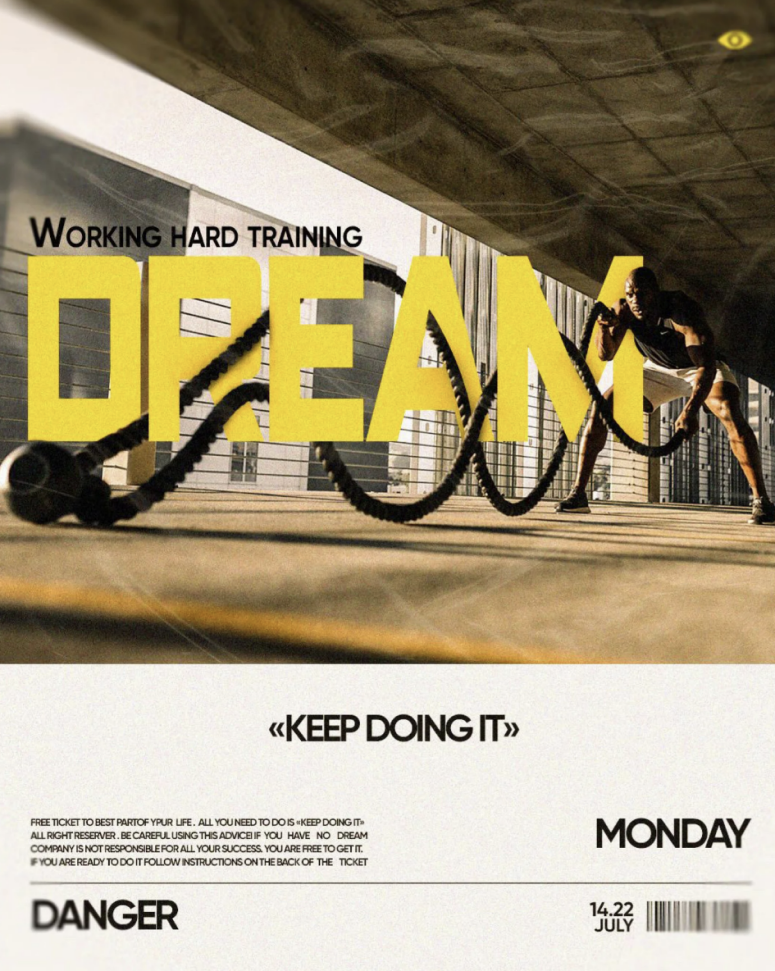 WORKING HARD TRAINING
DREAM
«KEEP DOING IT»
FREE TICKET TO BEST PARTOF YPUR LIFE . ALL YOU NEED TO DO IS «KEEP DOING IT»
ALL RIGHT RESERVER . BE CAREFUL USING THIS ADVICE! IF YOU HAVE NO DREAM
COMPANY IS NOT RESPONSIBLE FOR ALL YOUR SUCCESS. YOU ARE FREE TO GET IT.
IF YOU ARE READY TO DO IT FOLLOW INSTRUCTIONS ON THE BACK OF THE TICKET
MONDAY
DANGER
14.22
JULY